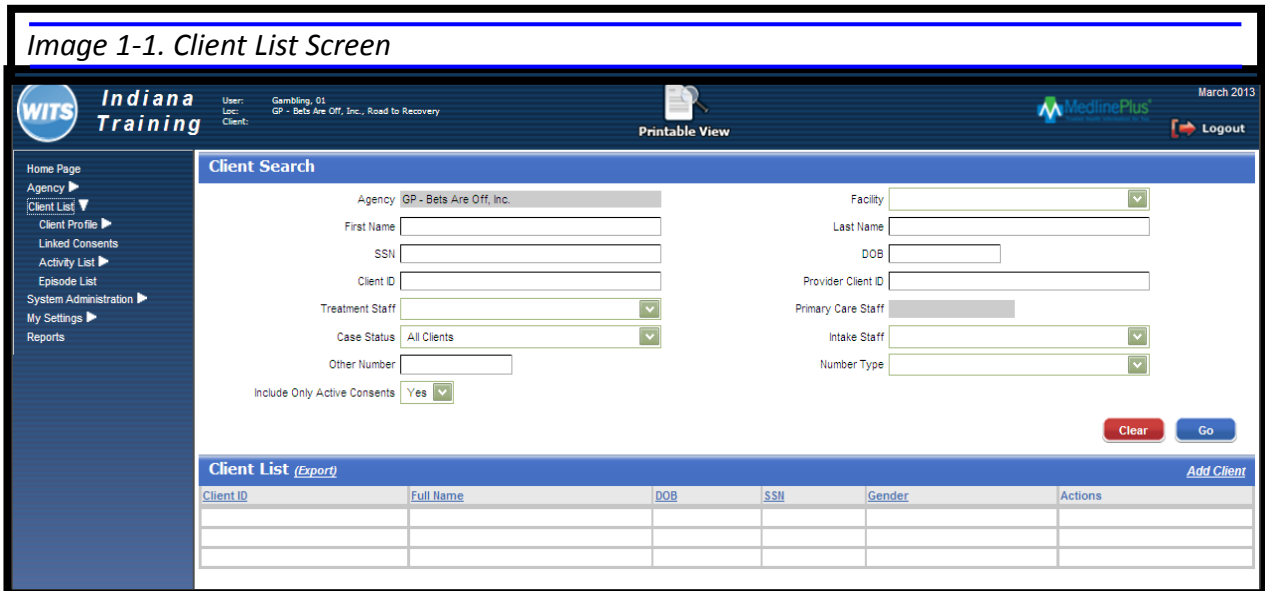 Image 1-1. Client List Screen
WITS
Indiana
Training
User: Gambling, 01
Loc: GP - Bets Are Off, Inc., Road to Recovery
Client:
Printable View
MedlinePlus
March 2013
Logout
Home Page
Agency
Client List
Client Profile
Linked Consents
Activity List
Episode List
System Administration
My Settings
Reports
Client Search
Agency GP - Bets Are Off, Inc. Facility
First Name Last Name
SSN DOB
Client ID Provider Client ID
Treatment Staff Primary Care Staff
Case Status All Clients Intake Staff
Other Number Number Type
Include Only Active Consents Yes
Clear Go
Client List (Export) Add Client
Client ID Full Name DOB SSN Gender Actions